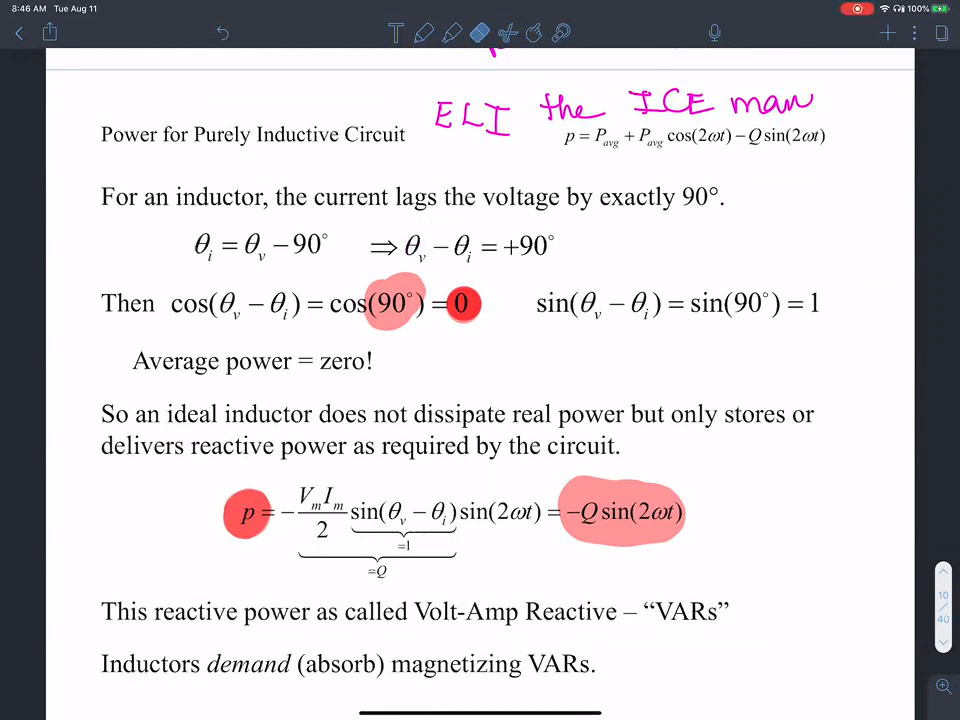 8:46 AM Tue Aug 11
100%
ELI the ICE man
Power for Purely Inductive Circuit
p = P_avg + P_avg cos(2ωt) − Q sin(2ωt)
For an inductor, the current lags the voltage by exactly 90°.
θ_i = θ_v − 90° ⇒ θ_v − θ_i = +90°
Then cos(θ_v − θ_i) = cos(90°) = 0 sin(θ_v − θ_i) = sin(90°) = 1
Average power = zero!
So an ideal inductor does not dissipate real power but only stores or
delivers reactive power as required by the circuit.
p = − V_m I_m / 2 sin(θ_v − θ_i) sin(2ωt) = −Q sin(2ωt)
=1
=Q
This reactive power as called Volt-Amp Reactive – “VARs”
Inductors demand (absorb) magnetizing VARs.
10
/
40